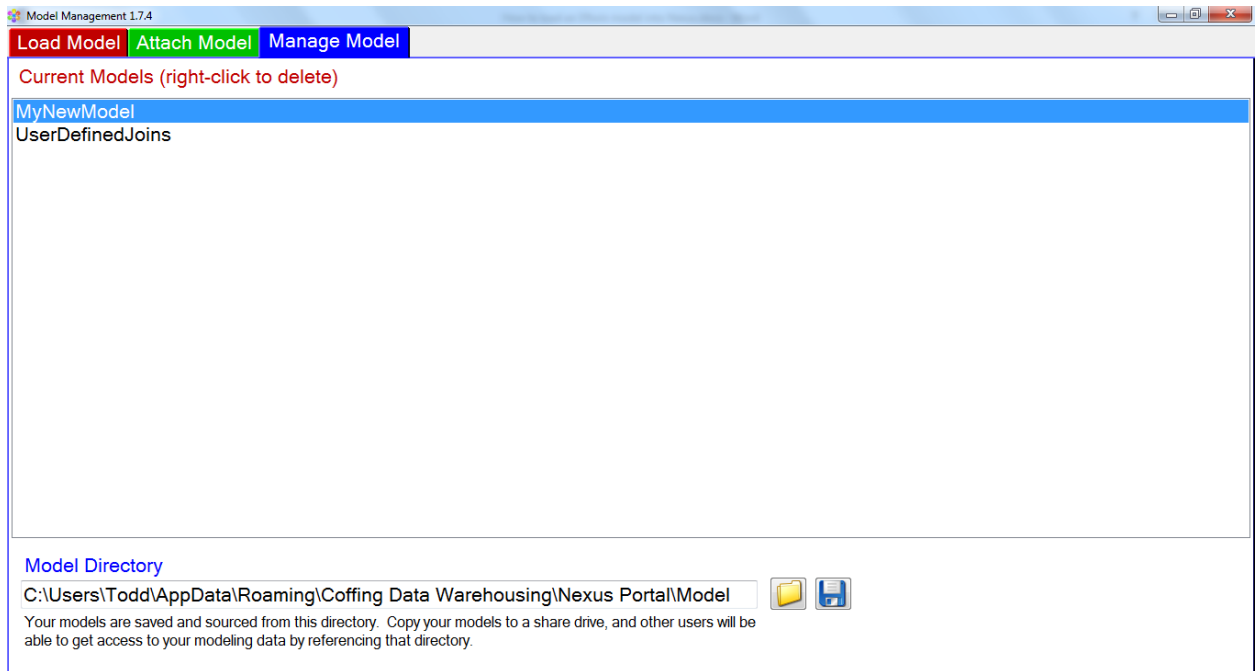 Model Management 1.7.4
Load Model Attach Model Manage Model
Current Models (right-click to delete)
MyNewModel
UserDefinedJoins
Model Directory
C:\Users\Todd\AppData\Roaming\Coffing Data Warehousing\Nexus Portal\Model
Your models are saved and sourced from this directory.  Copy your models to a share drive, and other users will be
able to get access to your modeling data by referencing that directory.